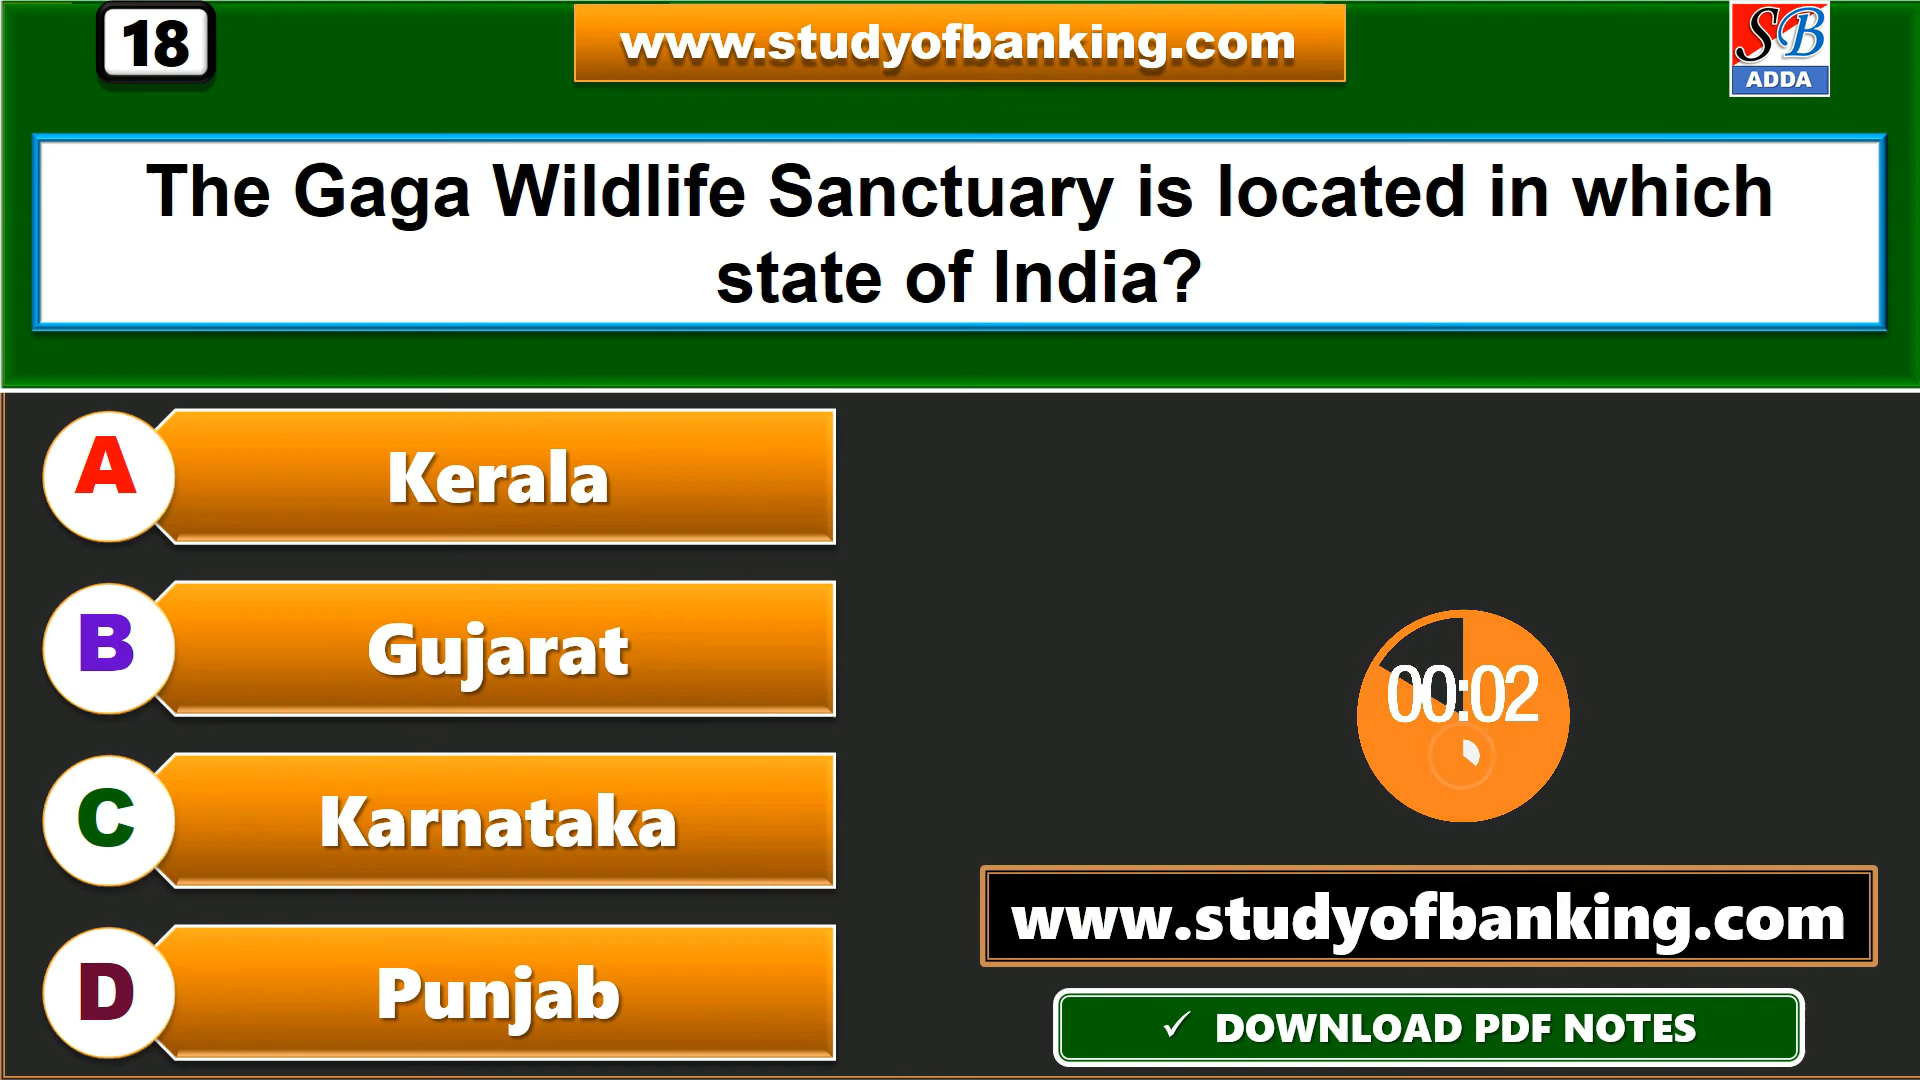 18
www.studyofbanking.com
SB
ADDA
The Gaga Wildlife Sanctuary is located in which
state of India?
A
Kerala
B
Gujarat
C
Karnataka
D
Punjab
00:02
www.studyofbanking.com
✓ DOWNLOAD PDF NOTES